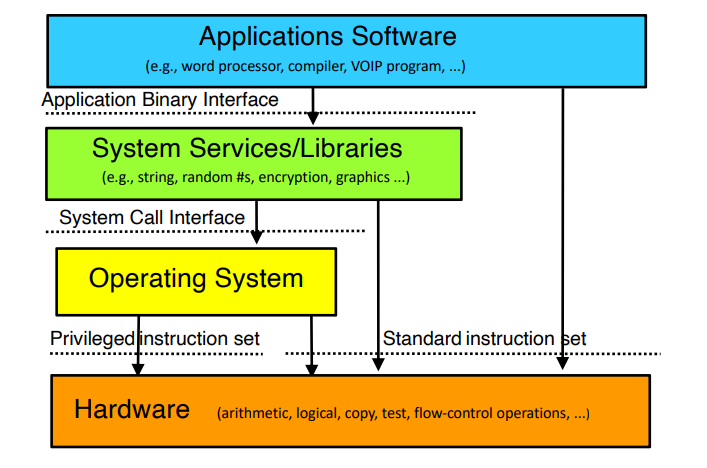 Applications Software
(e.g., word processor, compiler, VOIP program, ...)
Application Binary Interface
System Services/Libraries
(e.g., string, random #s, encryption, graphics ...)
System Call Interface
Operating System
Privileged instruction set
Standard instruction set
Hardware (arithmetic, logical, copy, test, flow-control operations, ...)